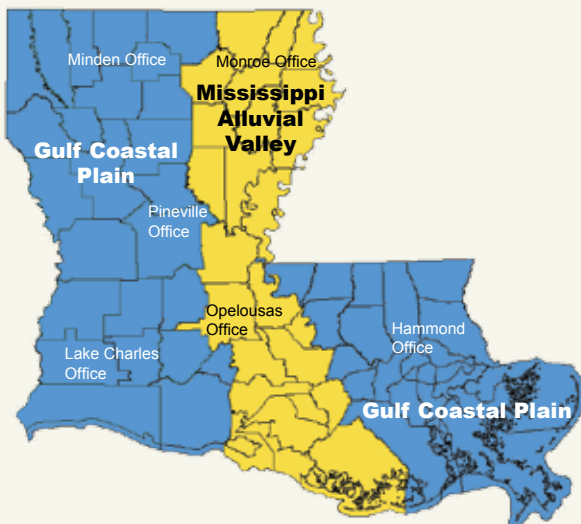 Minden Office
Monroe Office
Mississippi
Alluvial
Valley
Gulf Coastal
Plain
Pineville
Office
Opelousas
Office
Hammond
Office
Lake Charles
Office
Gulf Coastal Plain